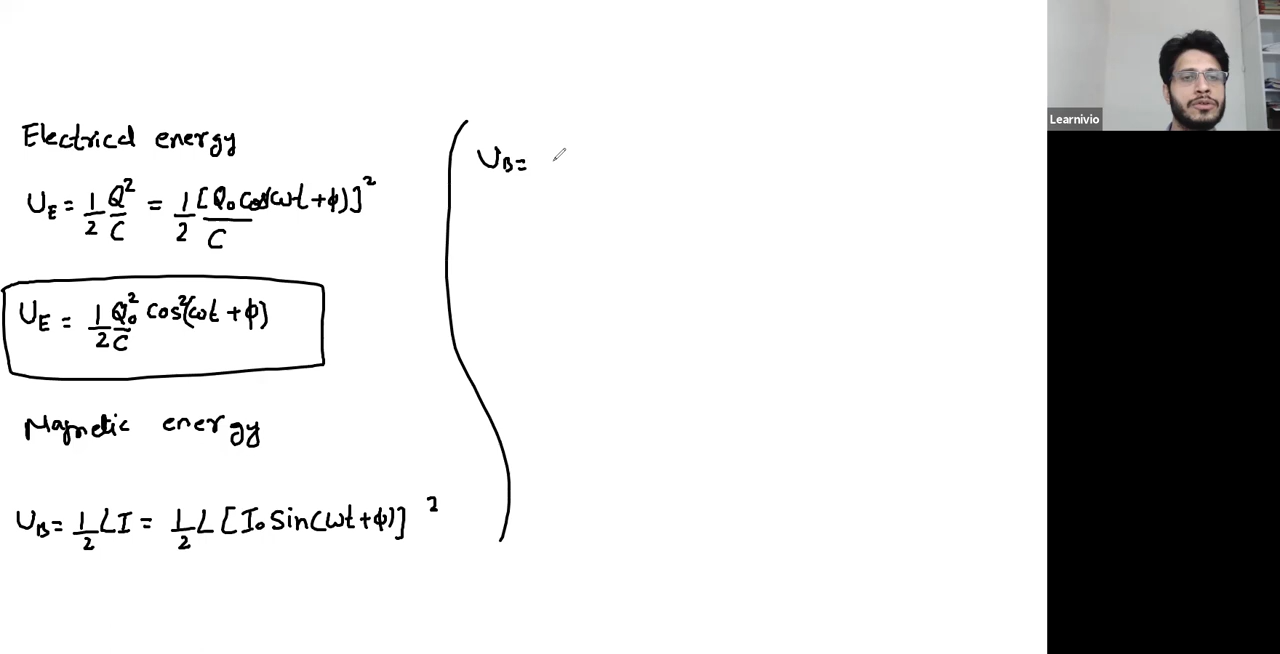 Electrical energy
U_E = 1/2 Q²/C = 1/2 [Q₀ cos(ωt+φ)]²/C
U_E = 1/2 Q₀²/C cos²(ωt+φ)
Magnetic energy
U_B = 1/2 LI = 1/2 L [I₀ Sin(ωt+φ)]²
U_B =
Learnivio